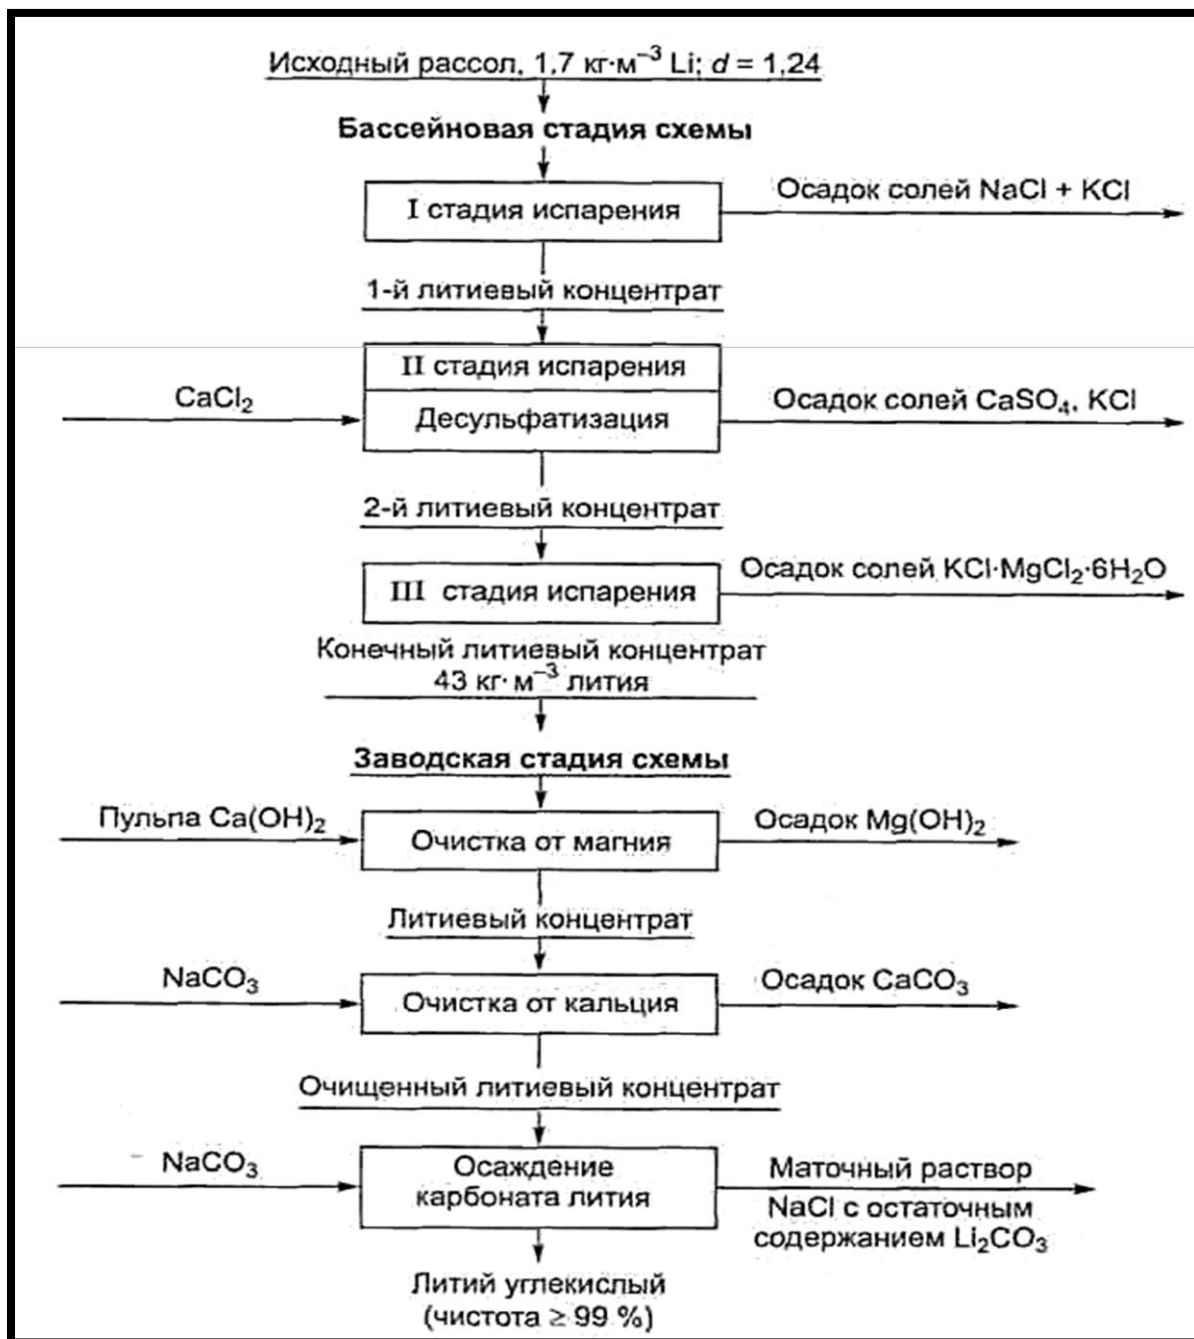 Исходный рассол, 1,7 кг·м⁻³ Li; d = 1,24
Бассейновая стадия схемы
I стадия испарения
Осадок солей NaCl + KCl
1-й литиевый концентрат
II стадия испарения
CaCl₂
Десульфатизация
Осадок солей CaSO₄, KCl
2-й литиевый концентрат
III стадия испарения
Осадок солей KCl·MgCl₂·6H₂O
Конечный литиевый концентрат
43 кг·м⁻³ лития
Заводская стадия схемы
Пульпа Ca(OH)₂
Очистка от магния
Осадок Mg(OH)₂
Литиевый концентрат
NaCO₃
Очистка от кальция
Осадок CaCO₃
Очищенный литиевый концентрат
NaCO₃
Осаждение
карбоната лития
Маточный раствор
NaCl с остаточным
содержанием Li₂CO₃
Литий углекислый
(чистота ≥ 99 %)